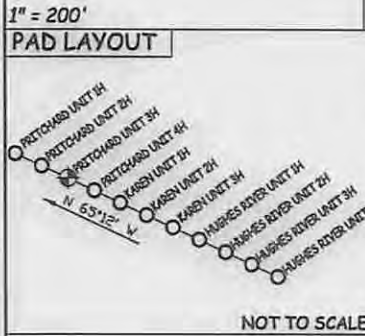 1" = 200'
PAD LAYOUT
PRITCHARD UNIT 1H
PRITCHARD UNIT 2H
PRITCHARD UNIT 3H
PRITCHARD UNIT 4H
KAREN UNIT 1H
KAREN UNIT 2H
KAREN UNIT 3H
HUGHES RIVER UNIT 1H
HUGHES RIVER UNIT 2H
HUGHES RIVER UNIT 3H
HUGHES RIVER UNIT
N 65°12' W
NOT TO SCALE